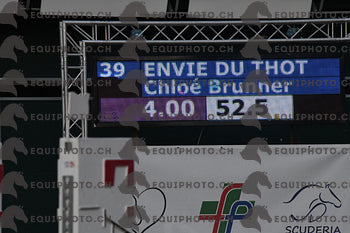 EQUIPHOTO.CH
39 ENVIE DU THOT
Chloé Brunner
4.00 52.5
SCUDERIA